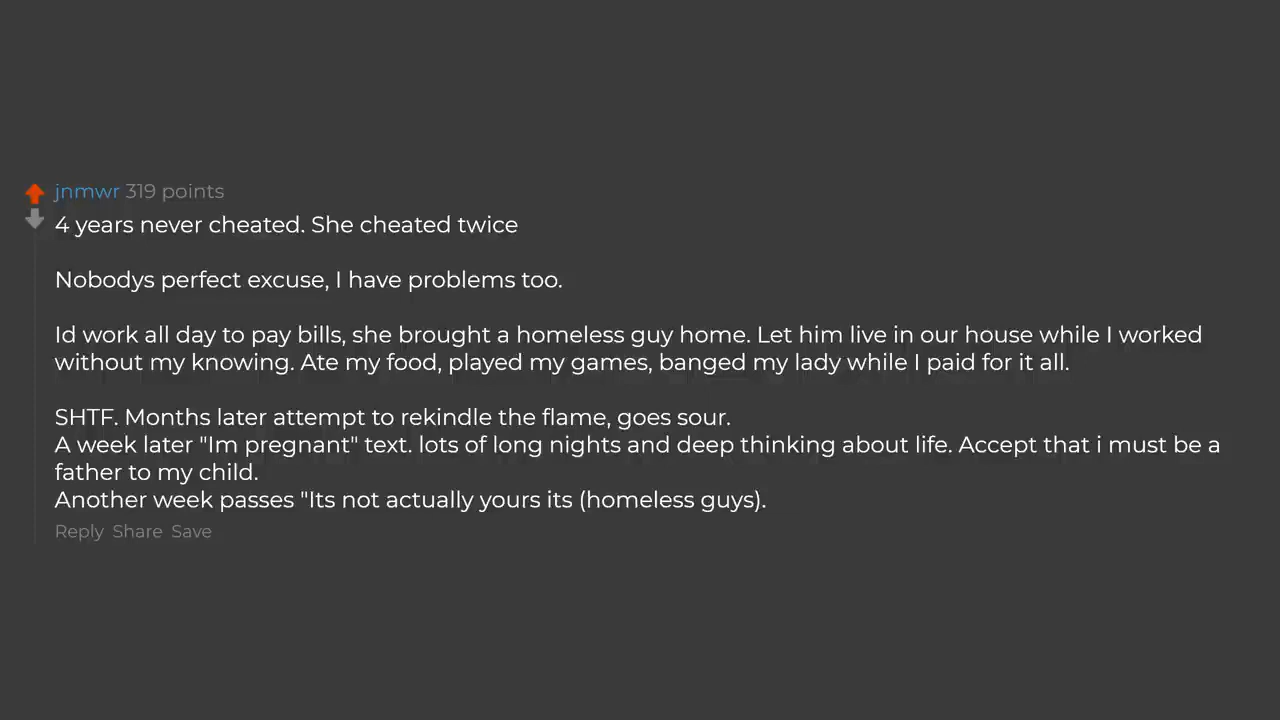 jnmwr 319 points
4 years never cheated. She cheated twice
Nobodys perfect excuse, I have problems too.
Id work all day to pay bills, she brought a homeless guy home. Let him live in our house while I worked
without my knowing. Ate my food, played my games, banged my lady while I paid for it all.
SHTF. Months later attempt to rekindle the flame, goes sour.
A week later "Im pregnant" text. lots of long nights and deep thinking about life. Accept that i must be a
father to my child.
Another week passes "Its not actually yours its (homeless guys).
Reply Share Save